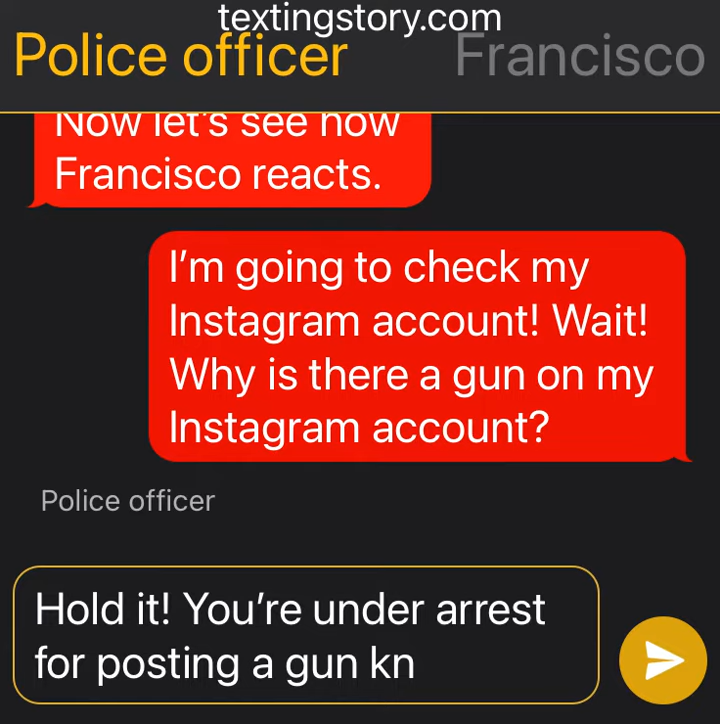 textingstory.com
Police officer Francisco
Now let's see how
Francisco reacts.
I'm going to check my
Instagram account! Wait!
Why is there a gun on my
Instagram account?
Police officer
Hold it! You're under arrest
for posting a gun kn